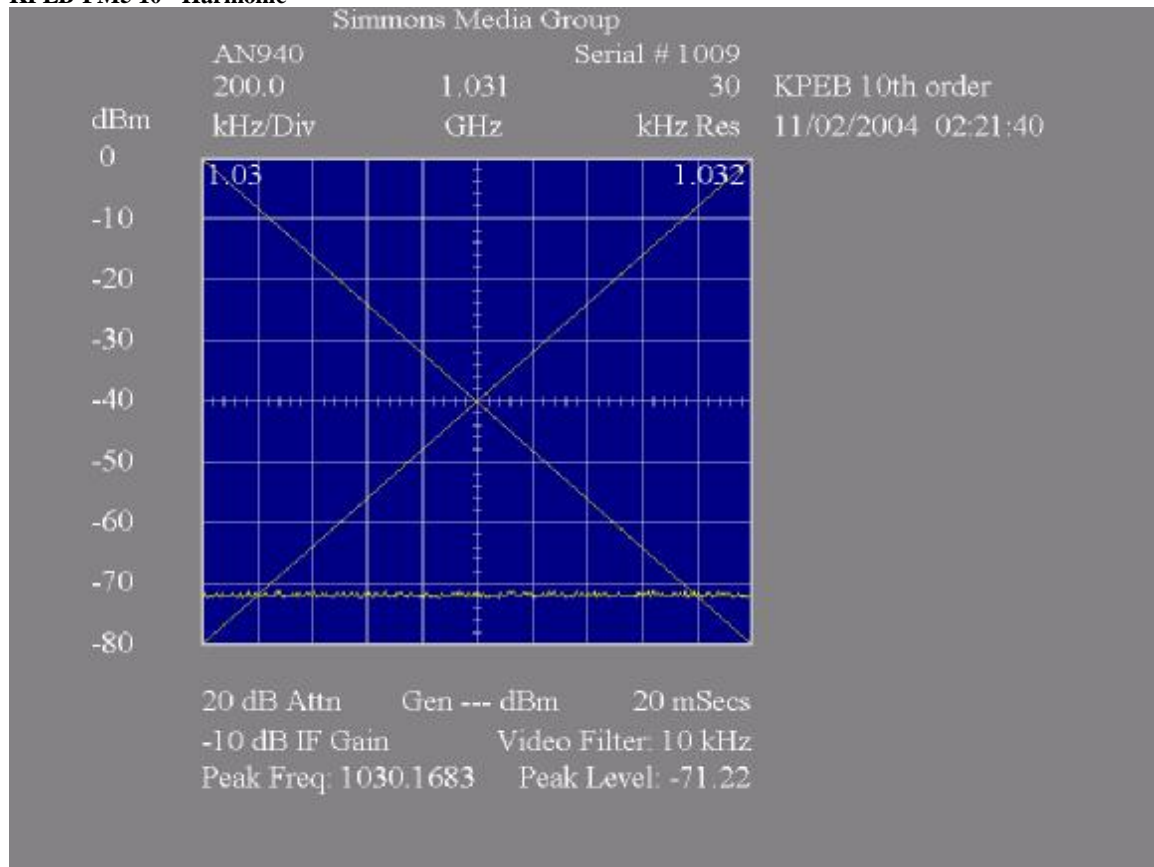 Simmons Media Group
AN940 Serial # 1009
200.0 1.031 30 KPEB 10th order
dBm kHz/Div GHz kHz Res 11/02/2004 02:21:40
0
1.03 1.032
-10
-20
-30
-40
-50
-60
-70
-80
20 dB Attn Gen --- dBm 20 mSecs
-10 dB IF Gain Video Filter: 10 kHz
Peak Freq: 1030.1683 Peak Level: -71.22